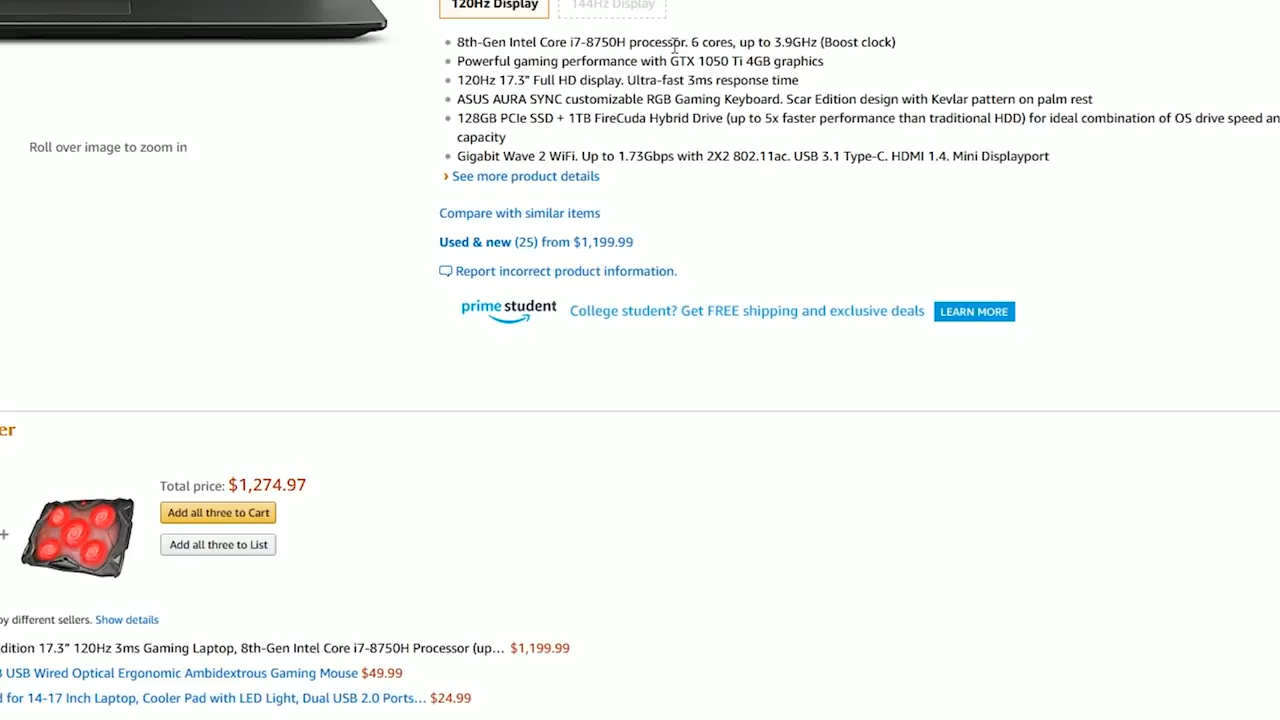 120Hz Display
144Hz Display
8th-Gen Intel Core i7-8750H processor. 6 cores, up to 3.9GHz (Boost clock)
Powerful gaming performance with GTX 1050 Ti 4GB graphics
120Hz 17.3" Full HD display. Ultra-fast 3ms response time
ASUS AURA SYNC customizable RGB Gaming Keyboard. Scar Edition design with Kevlar pattern on palm rest
128GB PCIe SSD + 1TB FireCuda Hybrid Drive (up to 5x faster performance than traditional HDD) for ideal combination of OS drive speed an
capacity
Roll over image to zoom in
Gigabit Wave 2 WiFi. Up to 1.73Gbps with 2X2 802.11ac. USB 3.1 Type-C. HDMI 1.4. Mini Displayport
› See more product details
Compare with similar items
Used & new (25) from $1,199.99
Report incorrect product information.
prime student College student? Get FREE shipping and exclusive deals LEARN MORE
er
Total price: $1,274.97
+
Add all three to Cart
Add all three to List
by different sellers. Show details
dition 17.3” 120Hz 3ms Gaming Laptop, 8th-Gen Intel Core i7-8750H Processor (up... $1,199.99
USB Wired Optical Ergonomic Ambidextrous Gaming Mouse $49.99
d for 14-17 Inch Laptop, Cooler Pad with LED Light, Dual USB 2.0 Ports... $24.99